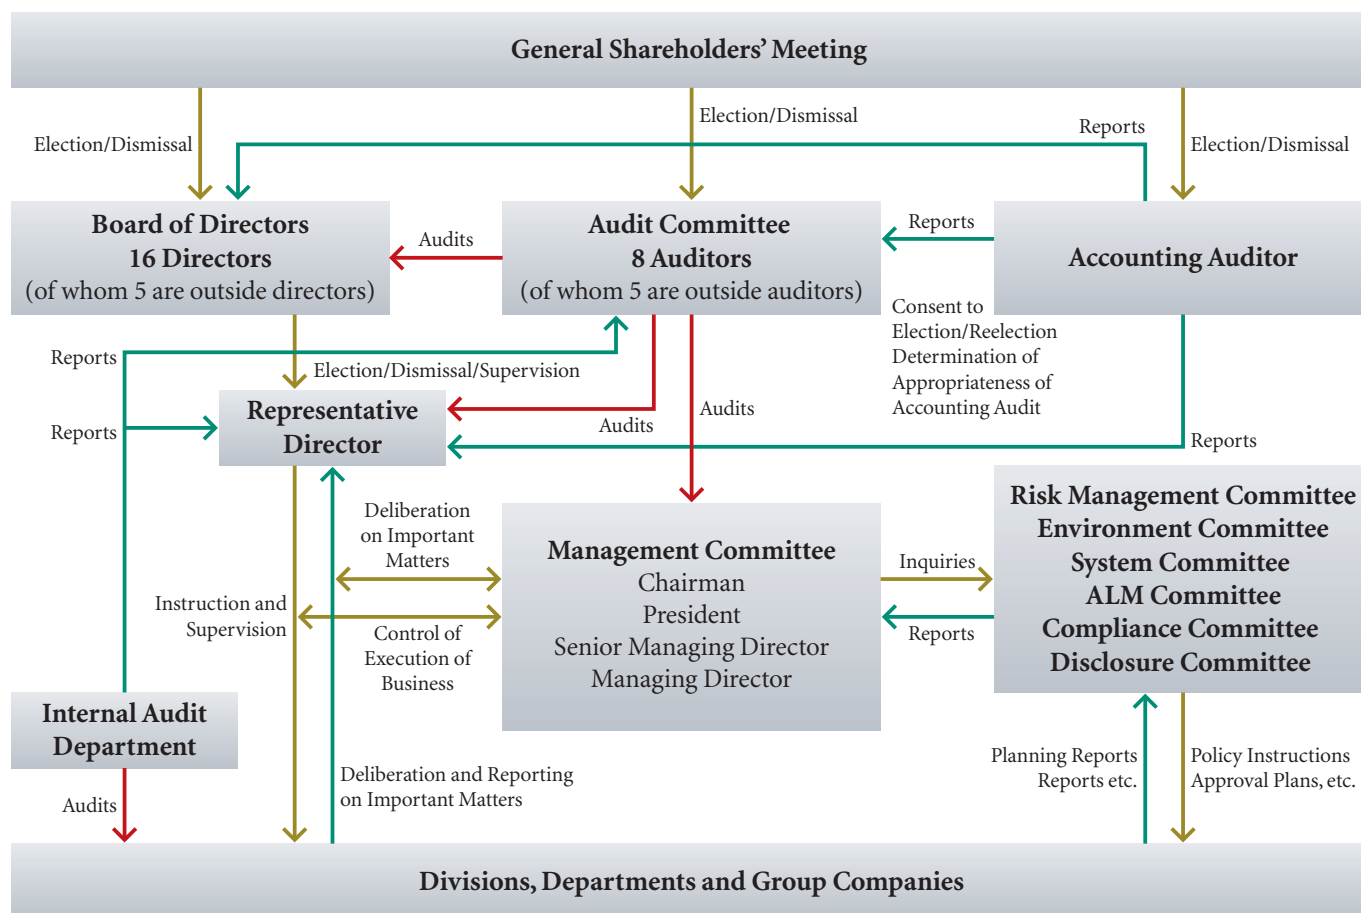 General Shareholders’ Meeting
Election/Dismissal
Election/Dismissal
Reports
Election/Dismissal
Board of Directors
16 Directors
(of whom 5 are outside directors)
Audits
Audit Committee
8 Auditors
(of whom 5 are outside auditors)
Reports
Accounting Auditor
Consent to
Election/Reelection
Determination of
Appropriateness of
Accounting Audit
Reports
Election/Dismissal/Supervision
Reports
Representative
Director
Audits
Audits
Reports
Deliberation
on Important
Matters
Instruction and
Supervision
Control of
Execution of
Business
Management Committee
Chairman
President
Senior Managing Director
Managing Director
Inquiries
Reports
Risk Management Committee
Environment Committee
System Committee
ALM Committee
Compliance Committee
Disclosure Committee
Internal Audit
Department
Audits
Deliberation and Reporting
on Important Matters
Planning Reports
Reports etc.
Policy Instructions
Approval Plans, etc.
Divisions, Departments and Group Companies